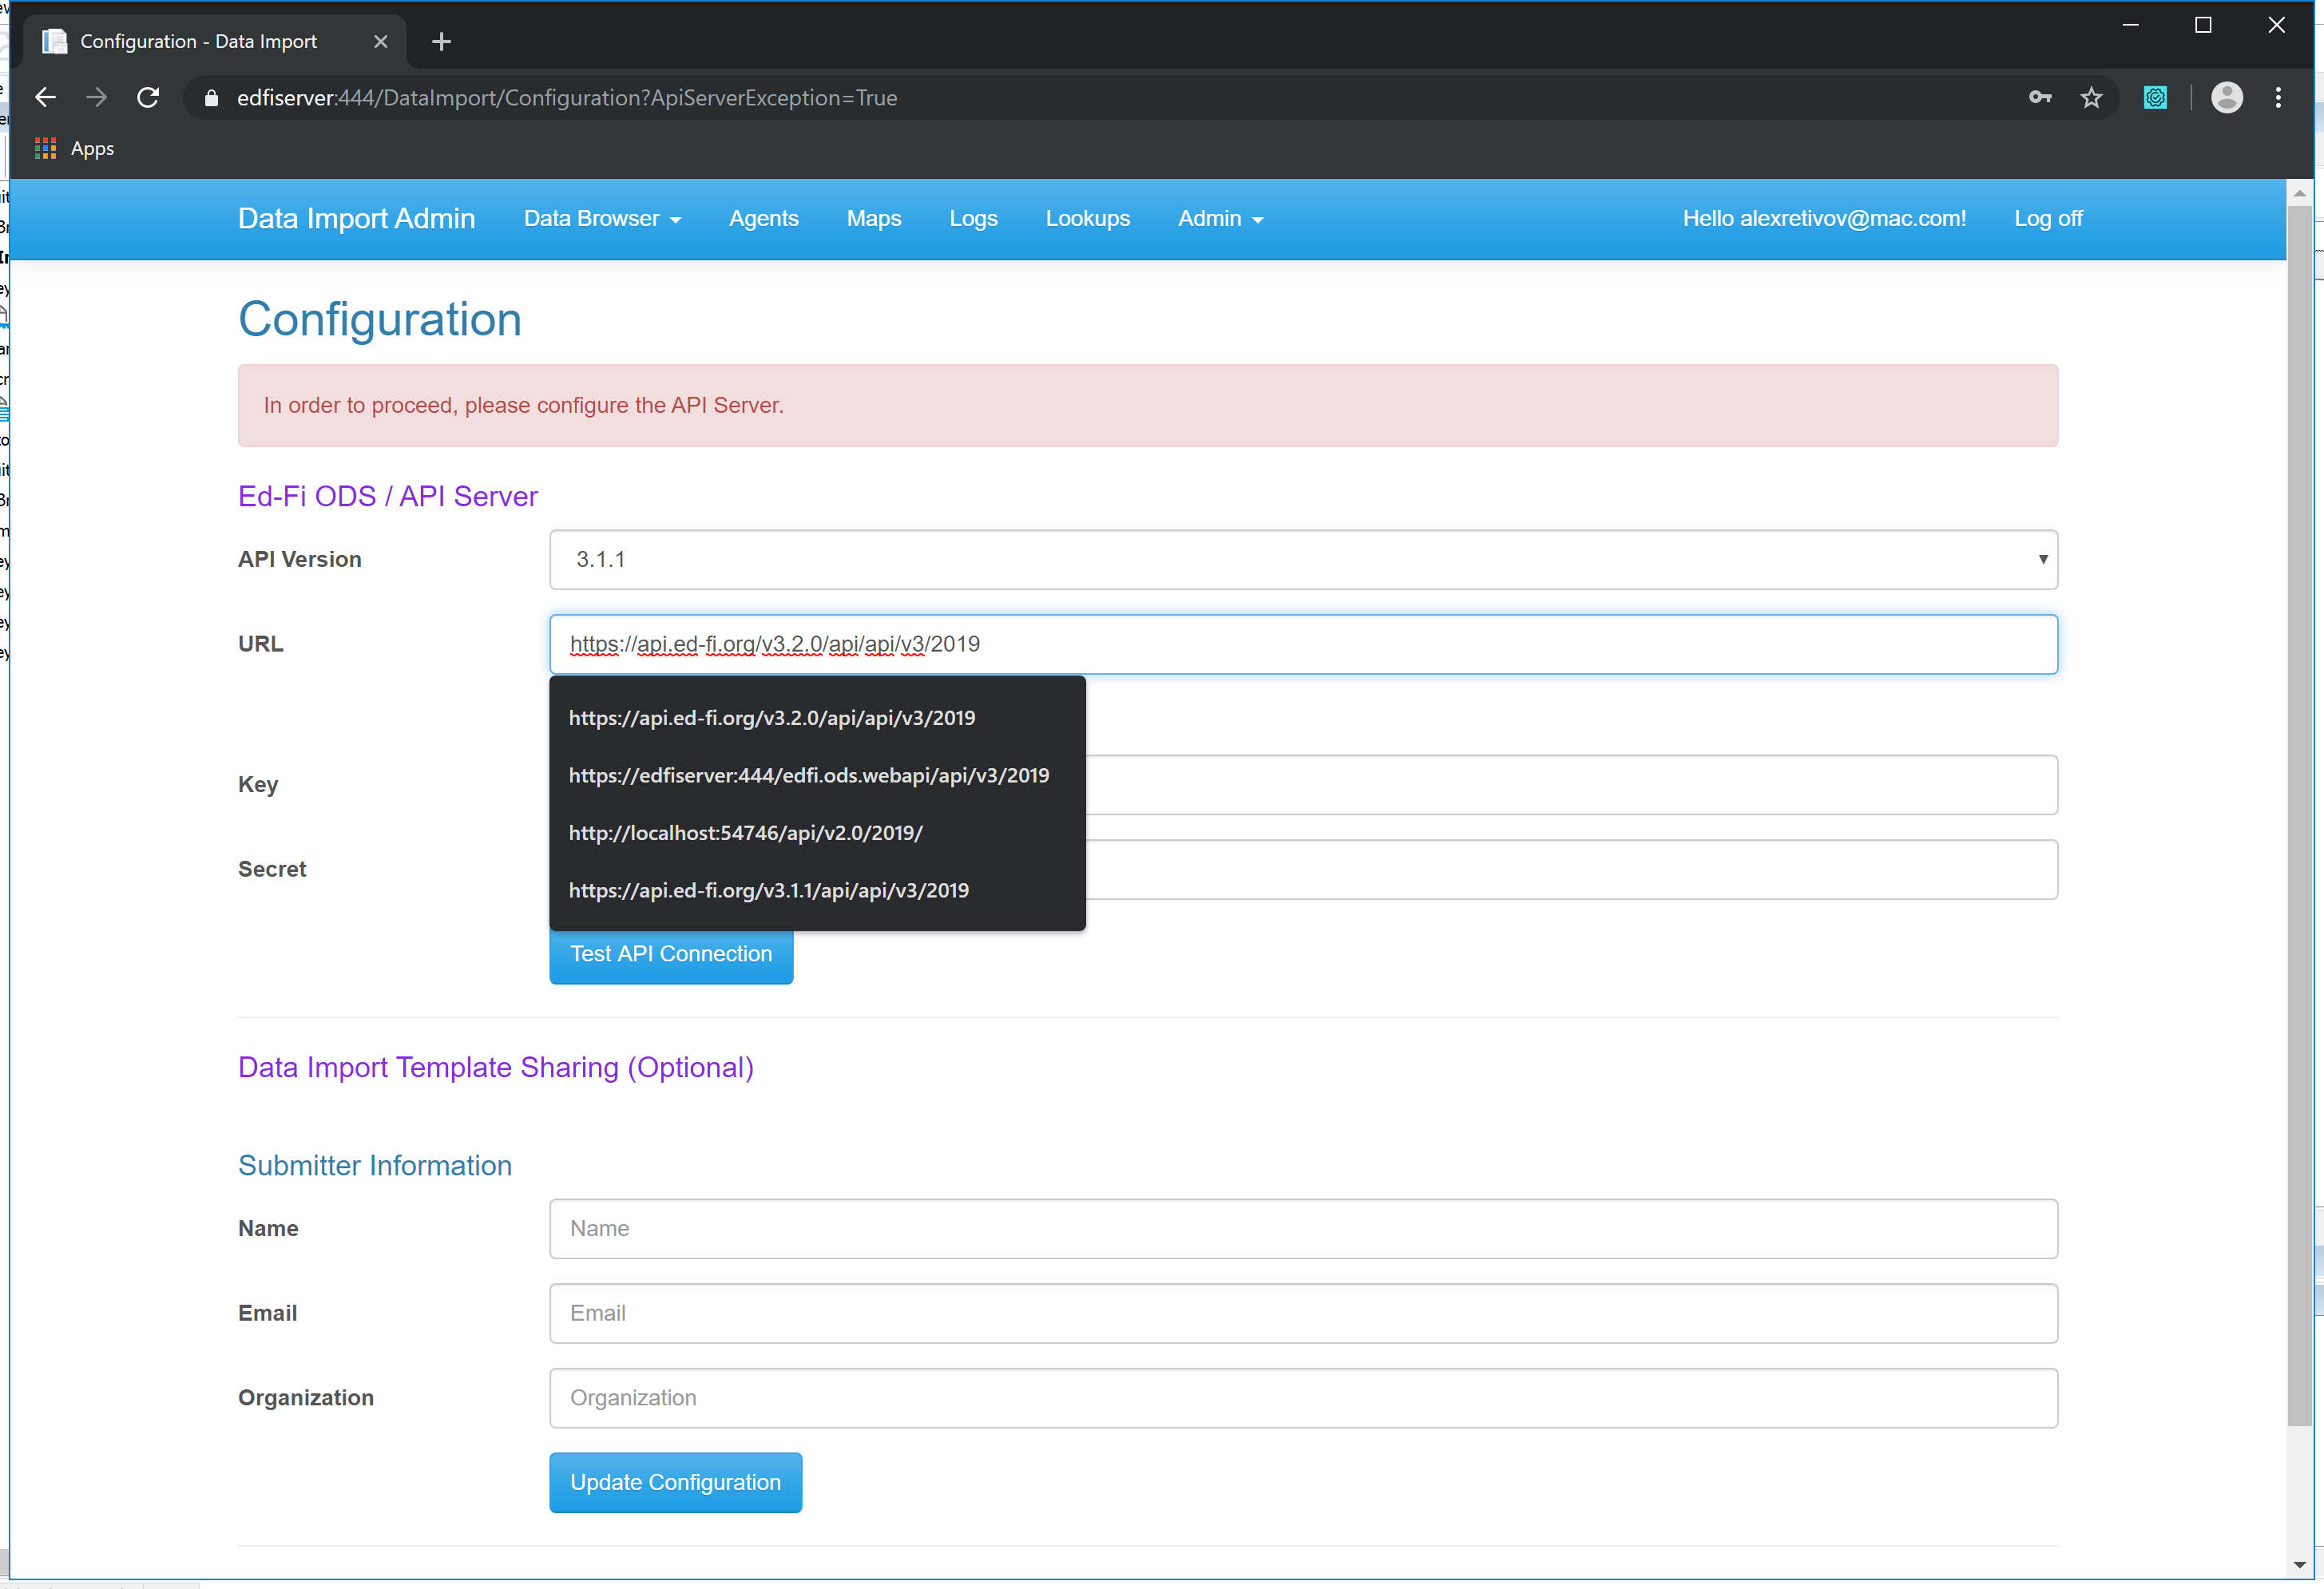 Configuration - Data Import
edfiserver:444/DataImport/Configuration?ApiServerException=True
Apps
Data Import Admin Data Browser Agents Maps Logs Lookups Admin Hello alexretivov@mac.com! Log off
Configuration
In order to proceed, please configure the API Server.
Ed-Fi ODS / API Server
API Version 3.1.1
URL https://api.ed-fi.org/v3.2.0/api/api/v3/2019
https://api.ed-fi.org/v3.2.0/api/api/v3/2019
https://edfiserver:444/edfi.ods.webapi/api/v3/2019
Key
http://localhost:54746/api/v2.0/2019/
Secret
https://api.ed-fi.org/v3.1.1/api/api/v3/2019
Test API Connection
Data Import Template Sharing (Optional)
Submitter Information
Name Name
Email Email
Organization Organization
Update Configuration